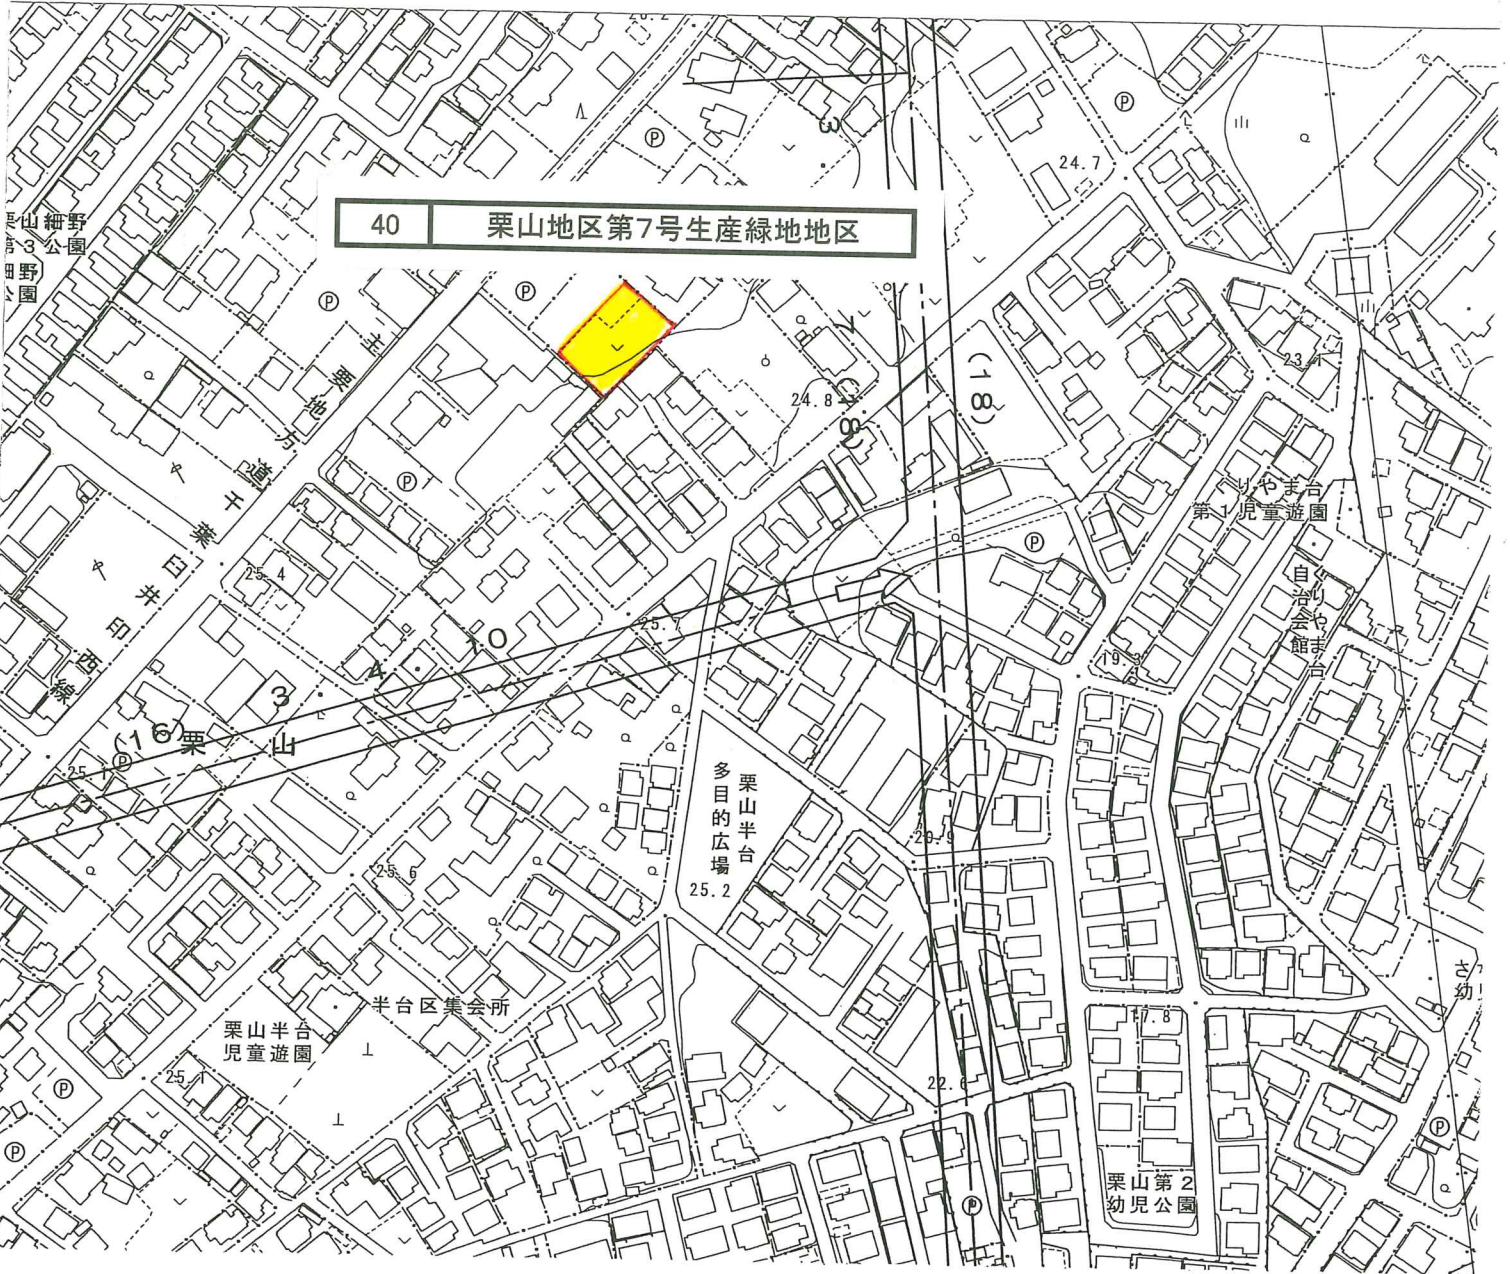 26.2
3
Ⓟ
Ⓟ
24.7
40 栗山地区第7号生産緑地地区
栗山細野
第3公園
細野
公園
Ⓟ
Ⓟ
主要地方道
千葉臼井印西線
7
(18)
(18)
24.8
23.1
Ⓟ
くりやま台
第1児童遊園
Ⓟ
25.4
くりやま台
自治会館
25.7
10
4
3
19.3
(16)
栗山
25.1
Ⓟ
栗山半台
多目的広場
25.2
20.9
25.6
半台区集会所
栗山半台
児童遊園
17.8
25.1
22.6
Ⓟ
Ⓟ
Ⓟ
Ⓟ
栗山第2
幼児公園